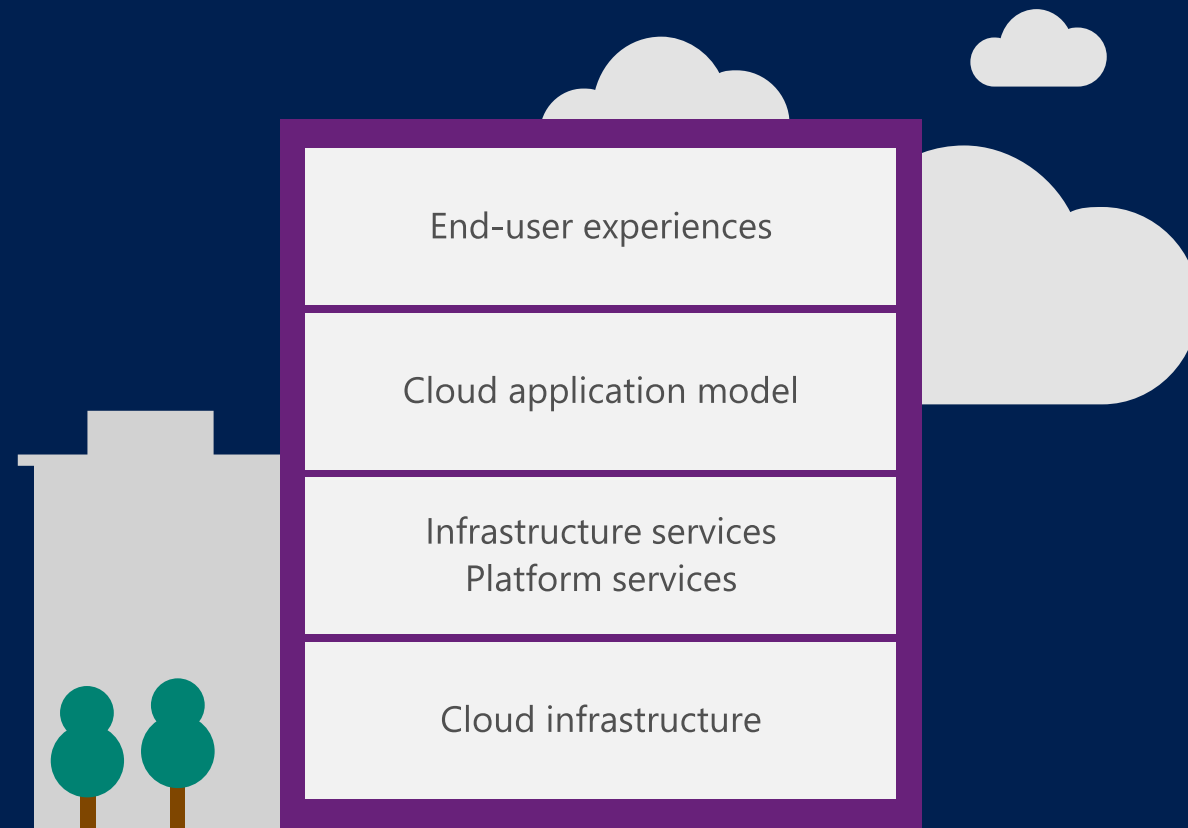 End-user experiences
Cloud application model
Infrastructure services
Platform services
Cloud infrastructure